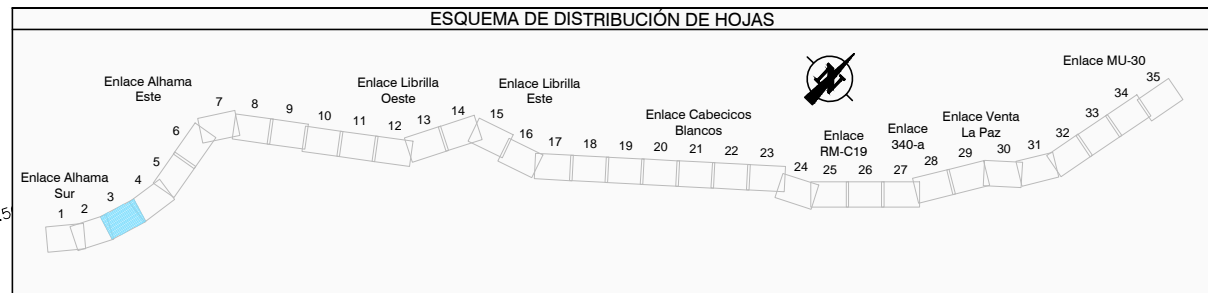 ESQUEMA DE DISTRIBUCIÓN DE HOJAS
Enlace Alhama
Sur
1
2
3
4
5
6
Enlace Alhama
Este
7
8
9
10
11
12
Enlace Librilla
Oeste
13
14
Enlace Librilla
Este
15
16
17
18
19
20
21
22
23
Enlace Cabecicos
Blancos
24
Enlace
RM-C19
25
26
27
Enlace
340-a
28
29
30
Enlace Venta
La Paz
31
32
33
34
35
Enlace MU-30